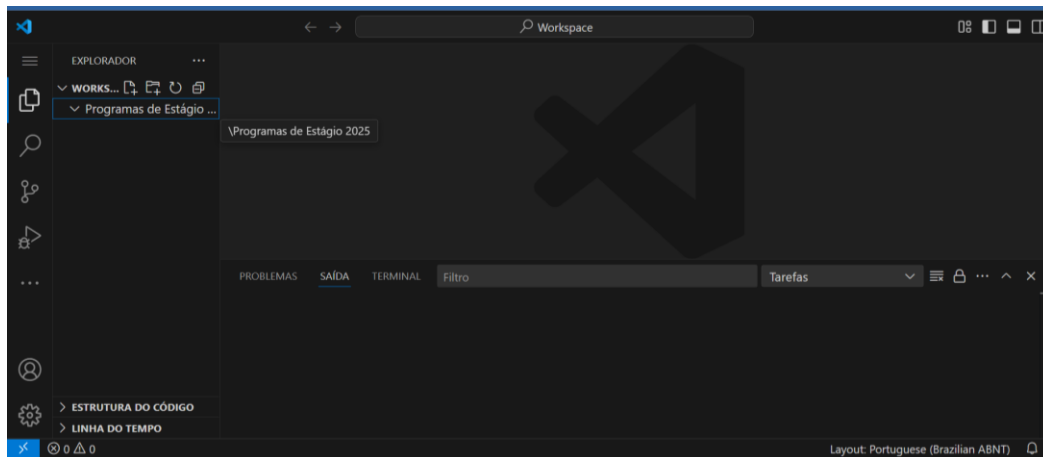 Workspace
EXPLORADOR
WORKS...
Programas de Estágio ...
\Programas de Estágio 2025
PROBLEMAS SAÍDA TERMINAL Filtro Tarefas
ESTRUTURA DO CÓDIGO
LINHA DO TEMPO
0 0 Layout: Portuguese (Brazilian ABNT)